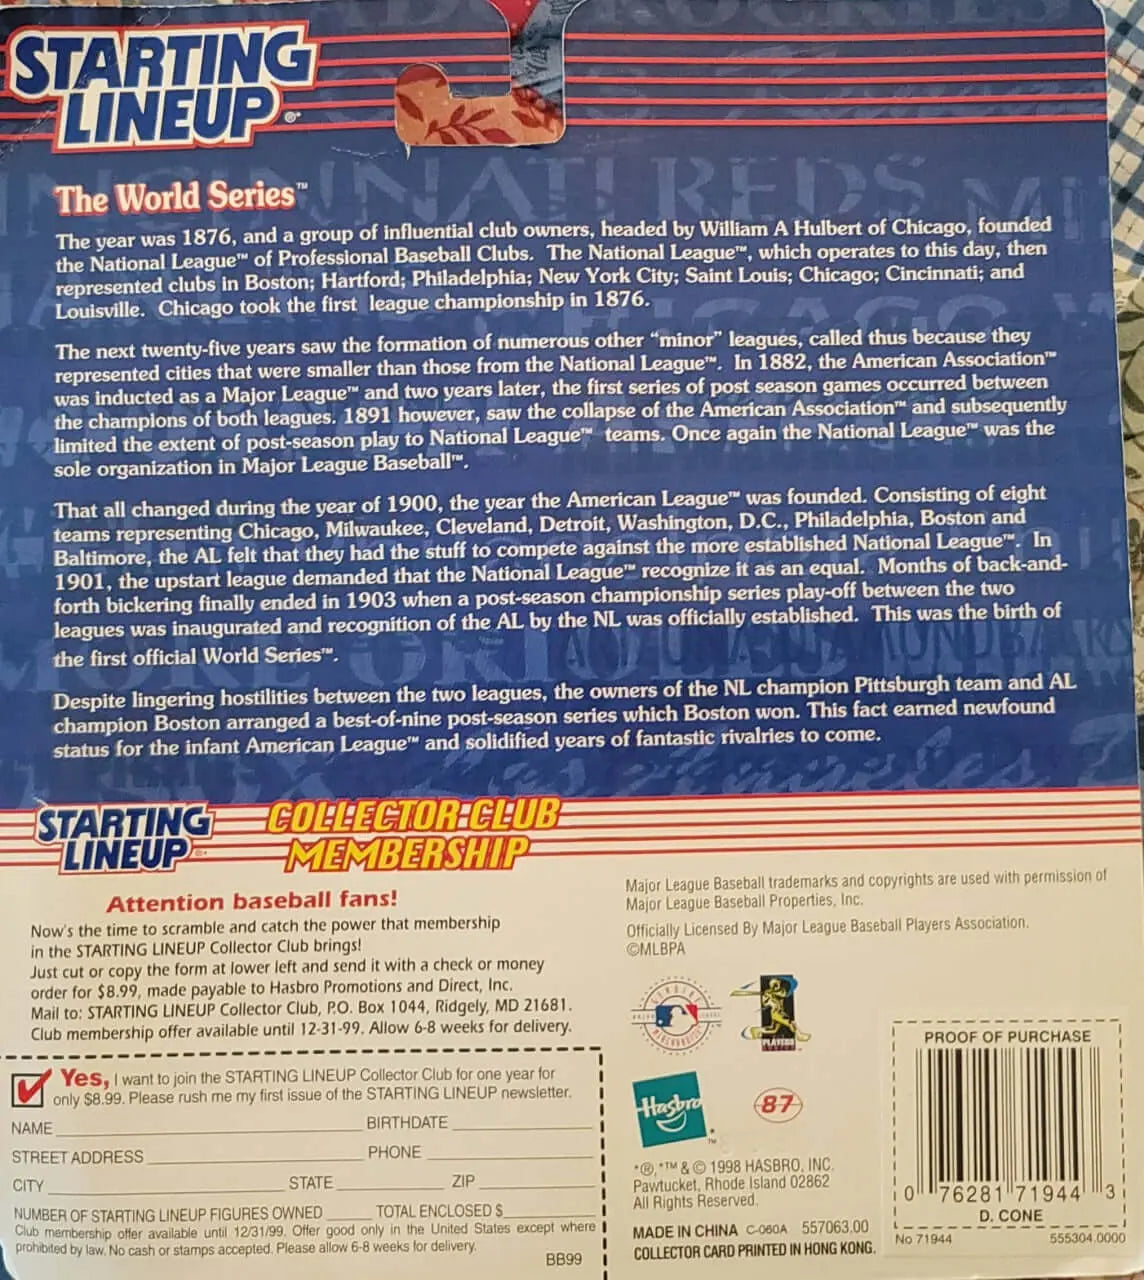 STARTING
LINEUP®
The World Series™
The year was 1876, and a group of influential club owners, headed by William A Hulbert of Chicago, founded
the National League™ of Professional Baseball Clubs. The National League™, which operates to this day, then
represented clubs in Boston; Hartford; Philadelphia; New York City; Saint Louis; Chicago; Cincinnati; and
Louisville. Chicago took the first league championship in 1876.
The next twenty-five years saw the formation of numerous other “minor” leagues, called thus because they
represented cities that were smaller than those from the National League™. In 1882, the American Association™
was inducted as a Major League™ and two years later, the first series of post season games occurred between
the champions of both leagues. 1891 however, saw the collapse of the American Association™ and subsequently
limited the extent of post-season play to National League™ teams. Once again the National League™ was the
sole organization in Major League Baseball™.
That all changed during the year of 1900, the year the American League™ was founded. Consisting of eight
teams representing Chicago, Milwaukee, Cleveland, Detroit, Washington, D.C., Philadelphia, Boston and
Baltimore, the AL felt that they had the stuff to compete against the more established National League™. In
1901, the upstart league demanded that the National League™ recognize it as an equal. Months of back-and-
forth bickering finally ended in 1903 when a post-season championship series play-off between the two
leagues was inaugurated and recognition of the AL by the NL was officially established. This was the birth of
the first official World Series™.
Despite lingering hostilities between the two leagues, the owners of the NL champion Pittsburgh team and AL
champion Boston arranged a best-of-nine post-season series which Boston won. This fact earned newfound
status for the infant American League™ and solidified years of fantastic rivalries to come.
STARTING
LINEUP
COLLECTOR CLUB
MEMBERSHIP
Attention baseball fans!
Now's the time to scramble and catch the power that membership
in the STARTING LINEUP Collector Club brings!
Just cut or copy the form at lower left and send it with a check or money
order for $8.99, made payable to Hasbro Promotions and Direct, Inc.
Mail to: STARTING LINEUP Collector Club, P.O. Box 1044, Ridgely, MD 21681.
Club membership offer available until 12-31-99. Allow 6-8 weeks for delivery.
Yes, I want to join the STARTING LINEUP Collector Club for one year for
only $8.99. Please rush me my first issue of the STARTING LINEUP newsletter.
NAME BIRTHDATE
STREET ADDRESS PHONE
CITY STATE ZIP
NUMBER OF STARTING LINEUP FIGURES OWNED TOTAL ENCLOSED $
Club membership offer available until 12/31/99. Offer good only in the United States except where
prohibited by law. No cash or stamps accepted. Please allow 6-8 weeks for delivery.
BB99
Major League Baseball trademarks and copyrights are used with permission of
Major League Baseball Properties, Inc.
Officially Licensed By Major League Baseball Players Association.
©MLBPA
GENUINE
MAJOR LEAGUE
MERCHANDISE
PLAYERS
Hasbro
™
87
*®,*™ & © 1998 HASBRO, INC.
Pawtucket, Rhode Island 02862
All Rights Reserved.
MADE IN CHINA C-060A 557063.00
COLLECTOR CARD PRINTED IN HONG KONG.
PROOF OF PURCHASE
0 76281 71944 3
D. CONE
No 71944 555304.0000